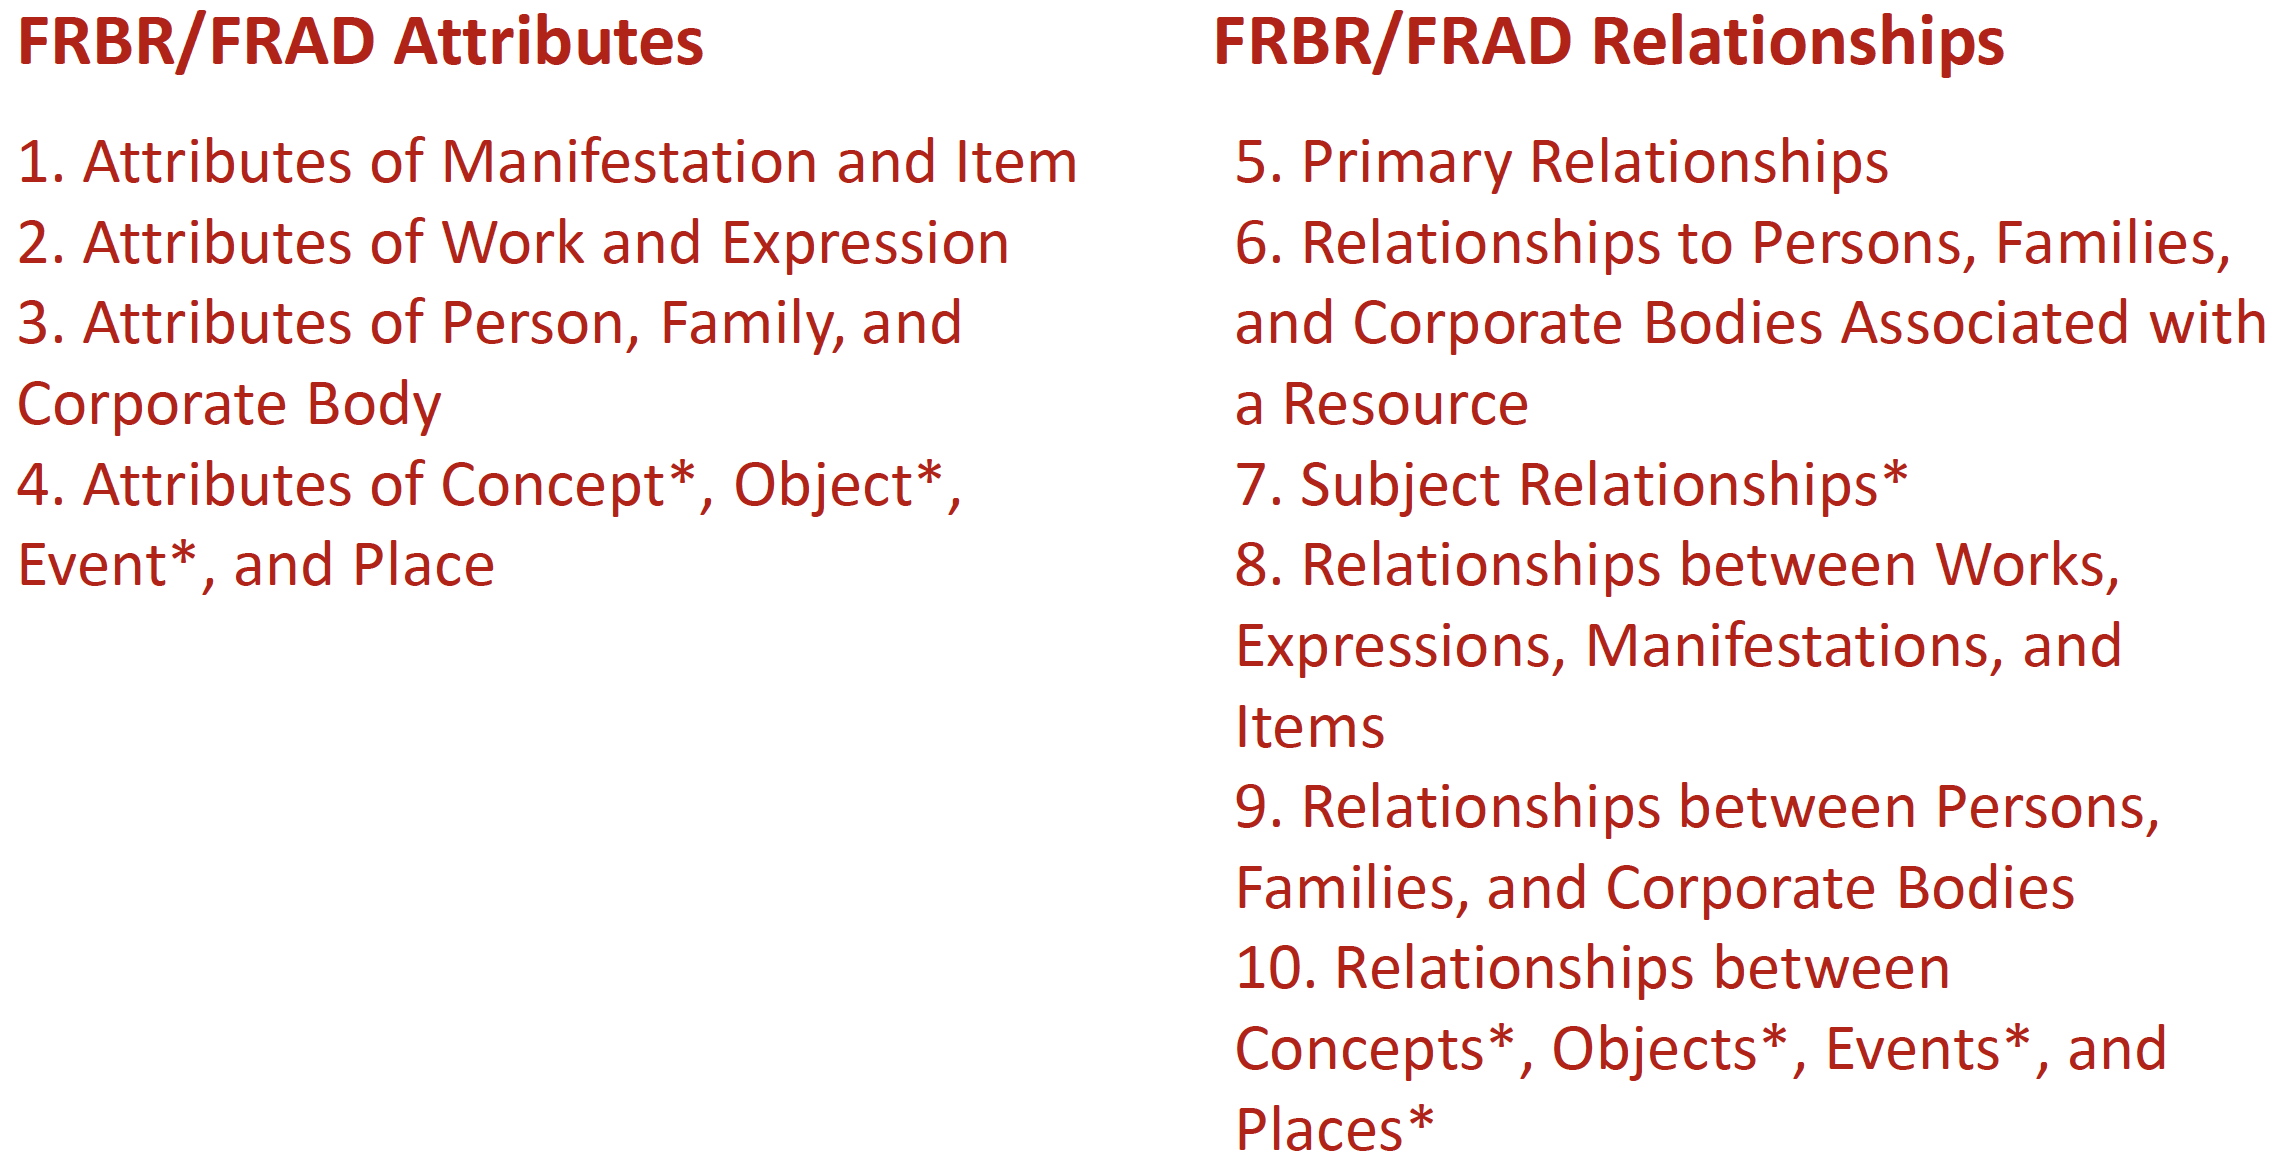 FRBR/FRAD Attributes
1. Attributes of Manifestation and Item
2. Attributes of Work and Expression
3. Attributes of Person, Family, and
Corporate Body
4. Attributes of Concept*, Object*,
Event*, and Place
FRBR/FRAD Relationships
5. Primary Relationships
6. Relationships to Persons, Families,
and Corporate Bodies Associated with
a Resource
7. Subject Relationships*
8. Relationships between Works,
Expressions, Manifestations, and
Items
9. Relationships between Persons,
Families, and Corporate Bodies
10. Relationships between
Concepts*, Objects*, Events*, and
Places*